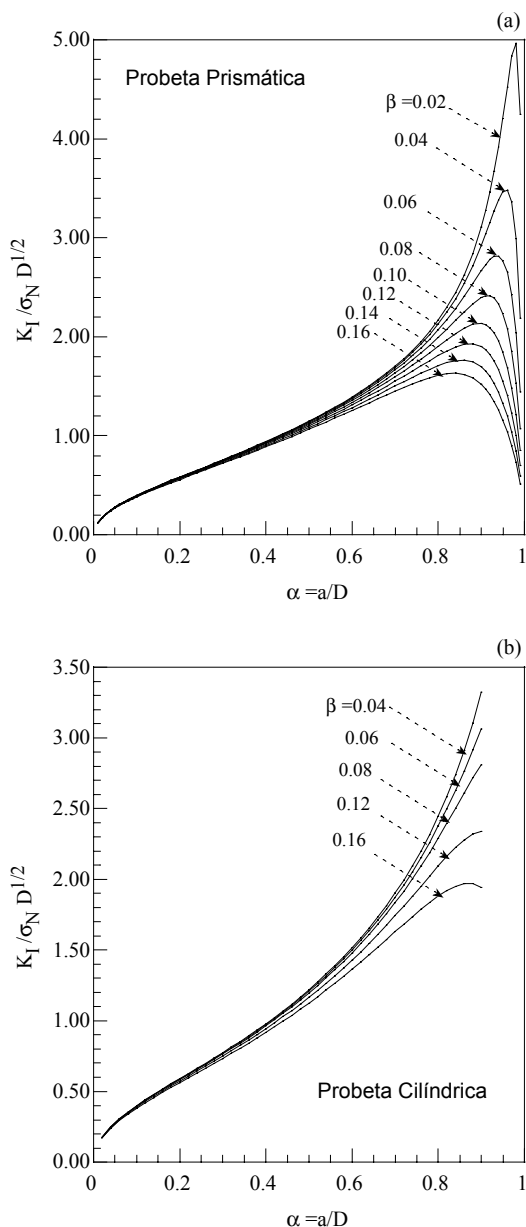 (a)
5.00
4.00
3.00
2.00
1.00
0.00
K_I /σ_N D^1/2
Probeta Prismática
β =0.02
0.04
0.06
0.08
0.10
0.12
0.14
0.16
0 0.2 0.4 0.6 0.8 1
α =a/D
(b)
3.50
3.00
2.50
2.00
1.50
1.00
0.50
0.00
K_I /σ_N D^1/2
β =0.04
0.06
0.08
0.12
0.16
Probeta Cilíndrica
0 0.2 0.4 0.6 0.8 1
α =a/D